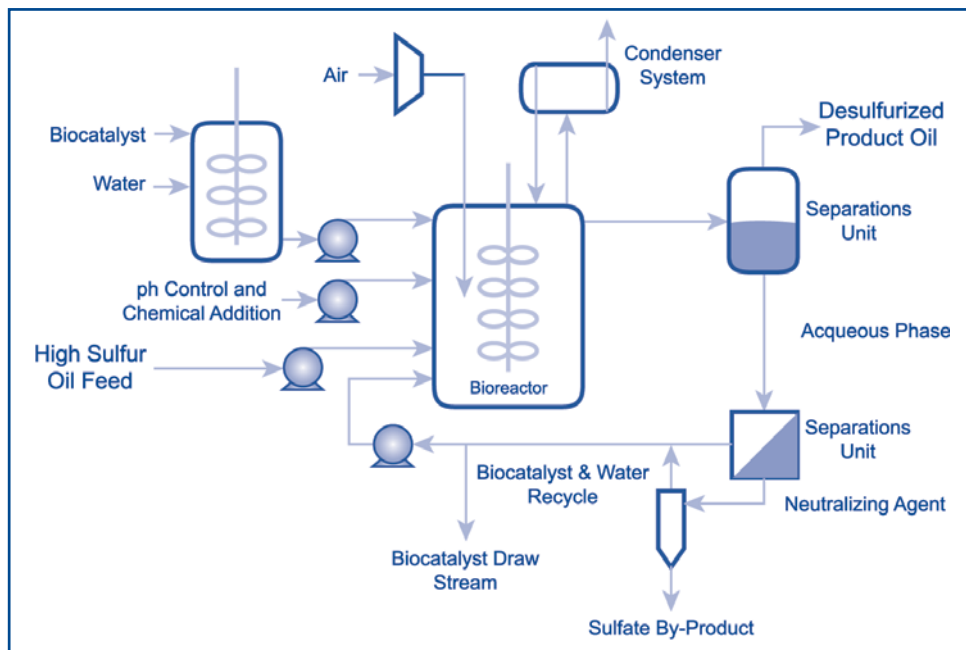 Air
Condenser
System
Biocatalyst
Water
Desulfurized
Product Oil
Separations
Unit
ph Control and
Chemical Addition
High Sulfur
Oil Feed
Bioreactor
Acqueous Phase
Separations
Unit
Biocatalyst & Water
Recycle
Neutralizing Agent
Biocatalyst Draw
Stream
Sulfate By-Product